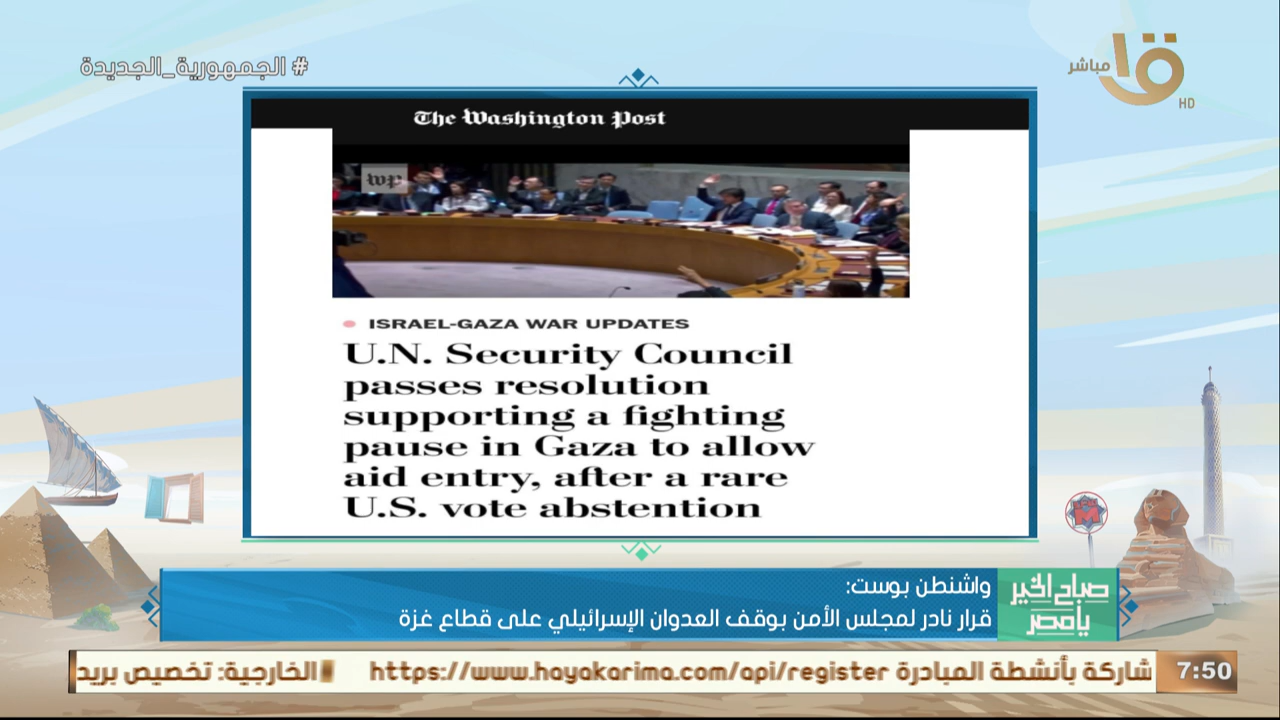 # الجمهورية_الجديدة
مباشر
HD
The Washington Post
wp
ISRAEL-GAZA WAR UPDATES
U.N. Security Council
passes resolution
supporting a fighting
pause in Gaza to allow
aid entry, after a rare
U.S. vote abstention
صباح الخير
يا مصر
واشنطن بوست:
قرار نادر لمجلس الأمن بوقف العدوان الإسرائيلي على قطاع غزة
7:50
شاركة بأنشطة المبادرة https://www.hayakarima.com/api/register الخارجية: تخصيص بريد